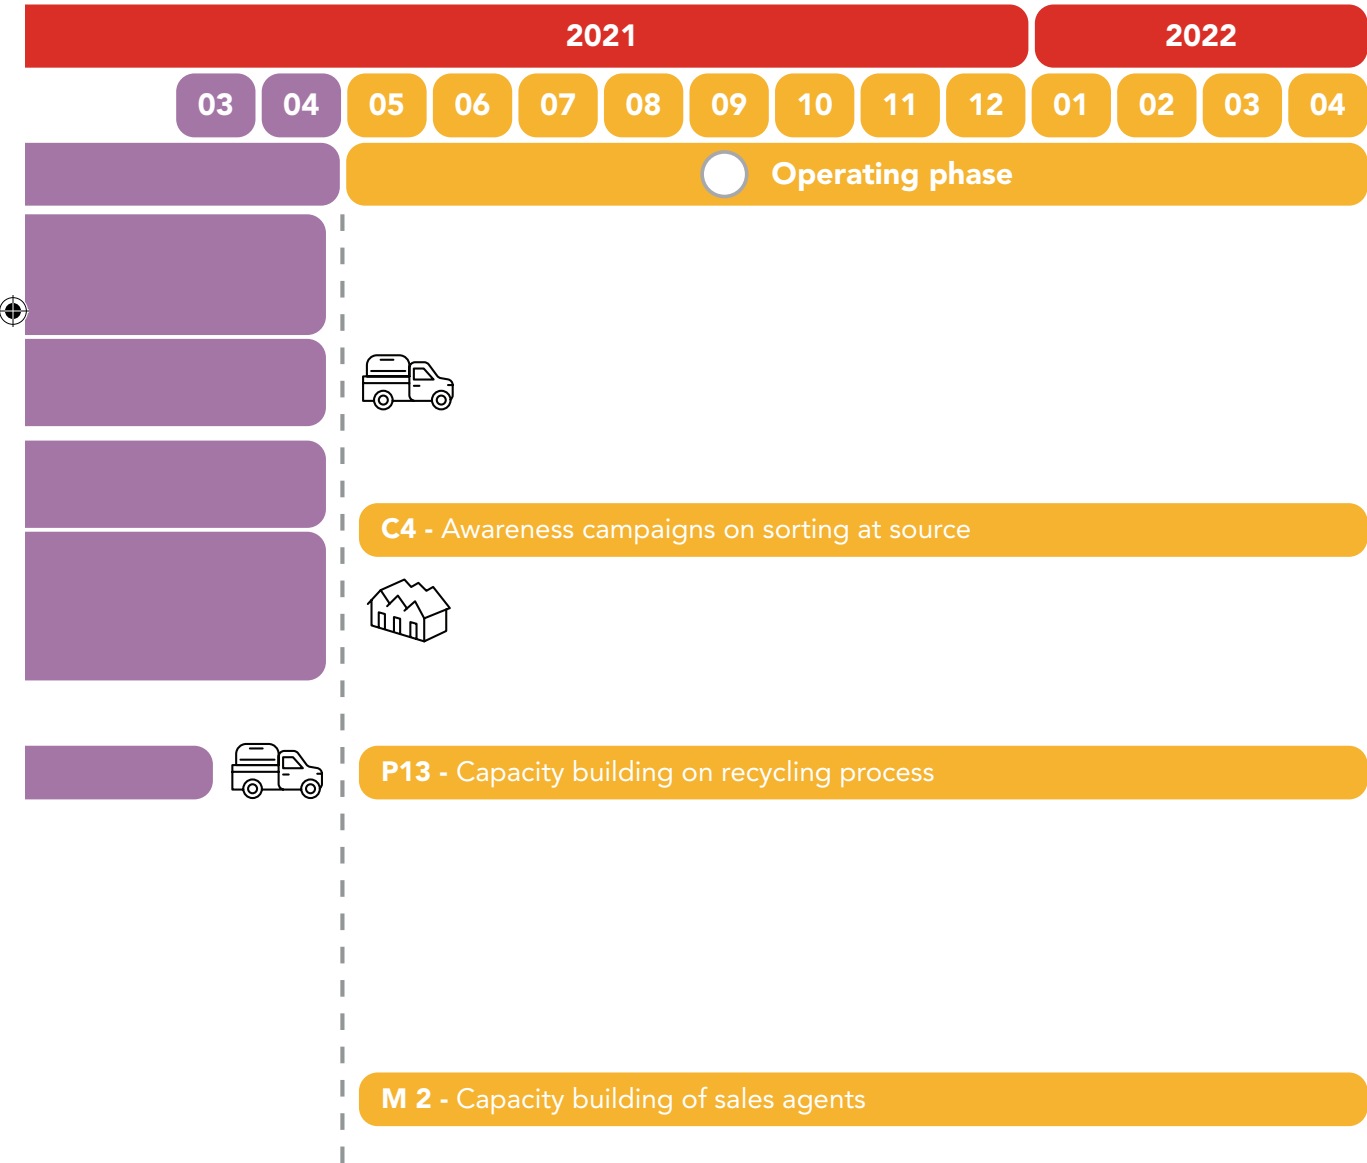 2021 2022
03 04 05 06 07 08 09 10 11 12 01 02 03 04
Operating phase
C4 - Awareness campaigns on sorting at source
P13 - Capacity building on recycling process
M 2 - Capacity building of sales agents